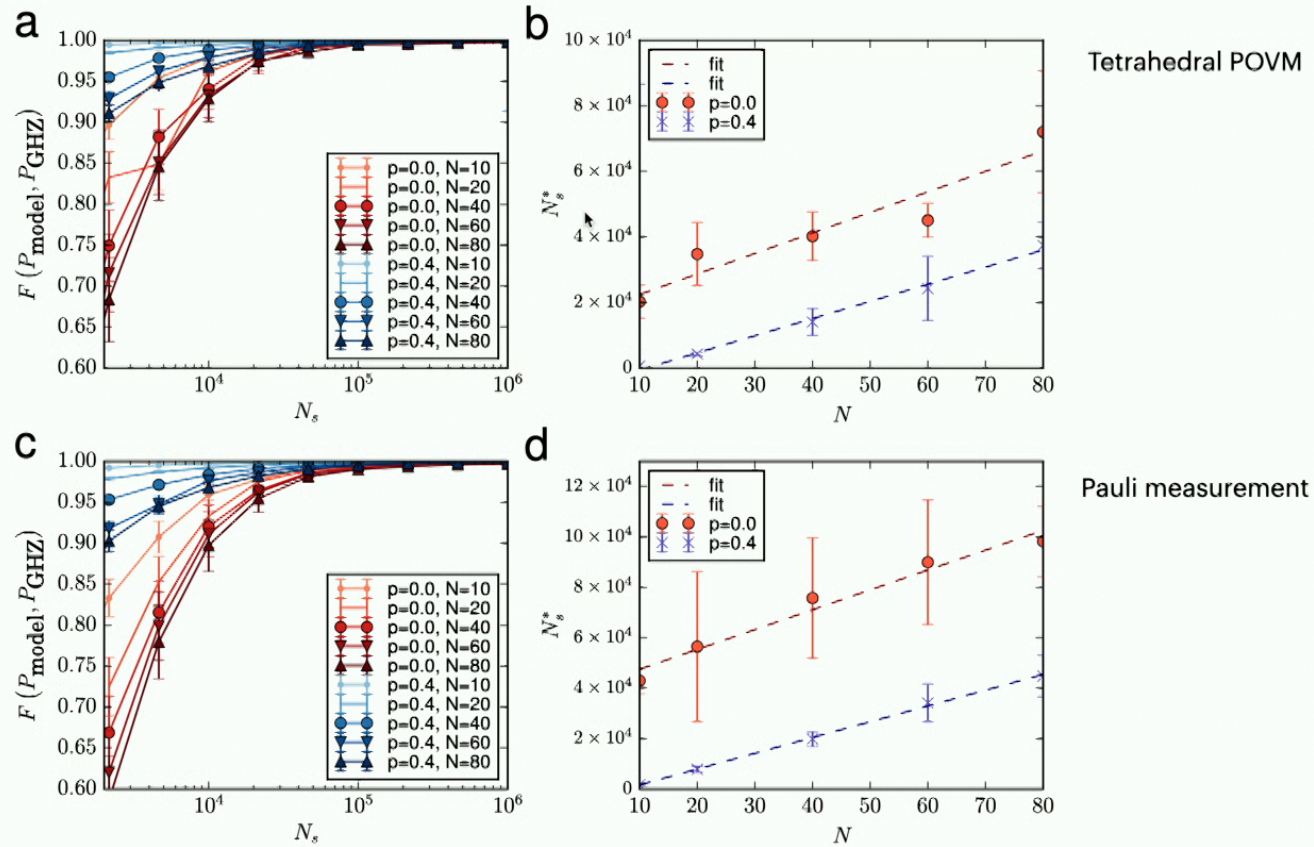 a
1.00
0.95
0.90
0.85
0.80
0.75
0.70
0.65
0.60
F (P_model, P_GHZ)
10^4
10^5
10^6
N_s
p=0.0, N=10
p=0.0, N=20
p=0.0, N=40
p=0.0, N=60
p=0.0, N=80
p=0.4, N=10
p=0.4, N=20
p=0.4, N=40
p=0.4, N=60
p=0.4, N=80
b
10 × 10^4
8 × 10^4
6 × 10^4
4 × 10^4
2 × 10^4
0
N_s^*
fit
fit
p=0.0
p=0.4
10
20
30
40
50
60
70
80
N
Tetrahedral POVM
c
1.00
0.95
0.90
0.85
0.80
0.75
0.70
0.65
0.60
F (P_model, P_GHZ)
10^4
10^5
10^6
N_s
p=0.0, N=10
p=0.0, N=20
p=0.0, N=40
p=0.0, N=60
p=0.0, N=80
p=0.4, N=10
p=0.4, N=20
p=0.4, N=40
p=0.4, N=60
p=0.4, N=80
d
12 × 10^4
10 × 10^4
8 × 10^4
6 × 10^4
4 × 10^4
2 × 10^4
0
N_s^*
fit
fit
p=0.0
p=0.4
10
20
30
40
50
60
70
80
N
Pauli measurement